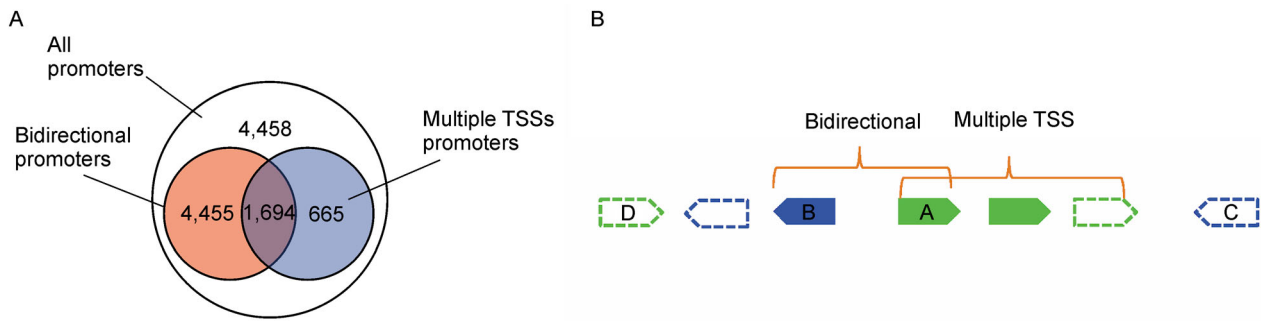 A
All
promoters
4,458
Bidirectional
promoters
Multiple TSSs
promoters
4,455
1,694
665
B
Bidirectional
Multiple TSS
D
B
A
C